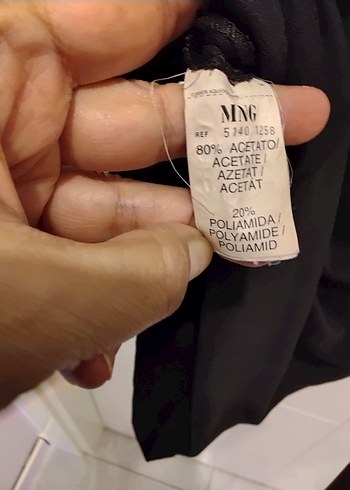 MNG
REF 5140 1258
80% ACETATO/
ACETATE/
AZETAT/
ACETAT
20%
POLIAMIDA/
POLYAMIDE/
POLIAMID